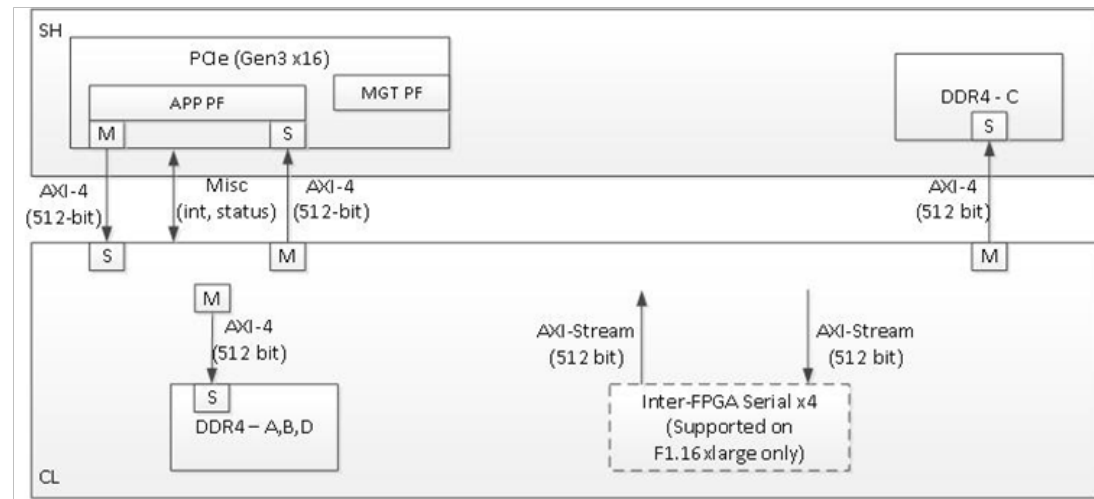 SH
PCIe (Gen3 x16)
APP PF
MGT PF
M
S
DDR4 - C
S
AXI-4
(512-bit)
Misc
(int, status)
AXI-4
(512-bit)
AXI-4
(512 bit)
S
M
M
M
AXI-4
(512 bit)
S
DDR4 – A,B,D
AXI-Stream
(512 bit)
AXI-Stream
(512 bit)
Inter-FPGA Serial x4
(Supported on
F1.16xlarge only)
CL